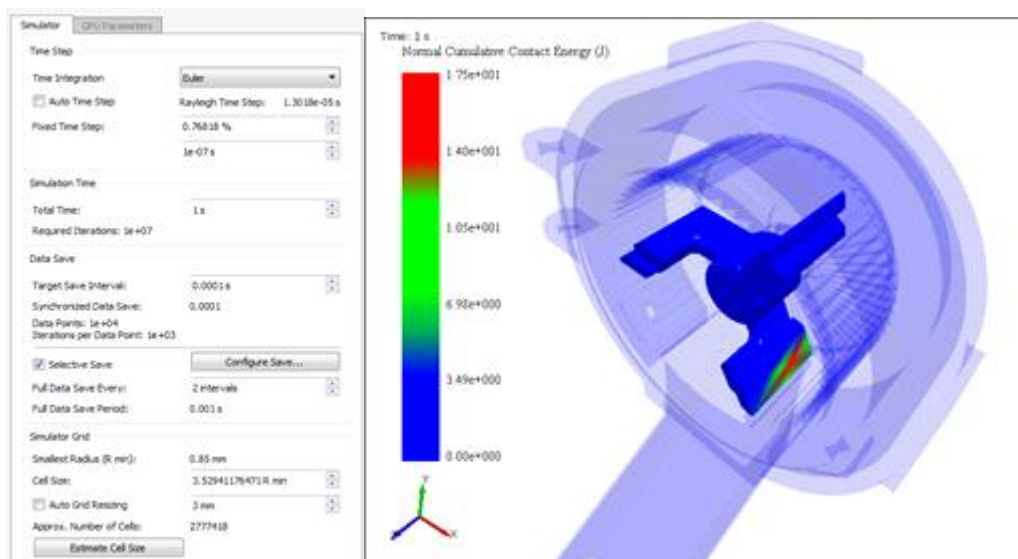 Simulator GPU Parameters
Time Step
Time Integration Euler
Auto Time Step Rayleigh Time Step: 1.3018e-05 s
Fixed Time Step: 0.76818 %
1e-07 s
Simulation Time
Total Time: 1 s
Required Iterations: 1e+07
Data Save
Target Save Interval: 0.0001 s
Synchronized Data Save: 0.0001
Data Points: 1e+04
Iterations per Data Point: 1e+03
Selective Save Configure Save...
Full Data Save Every: 2 intervals
Full Data Save Period: 0.001 s
Simulator Grid
Smallest Radius (R min): 0.85 mm
Cell Size: 3.52941176471 R min
Auto Grid Resizing 3 mm
Approx. Number of Cells: 2777418
Estimate Cell Size
Time: 1 s
Normal Cumulative Contact Energy (J)
1.75e+001
1.40e+001
1.05e+001
6.98e+000
3.49e+000
0.00e+000
Y
Z X